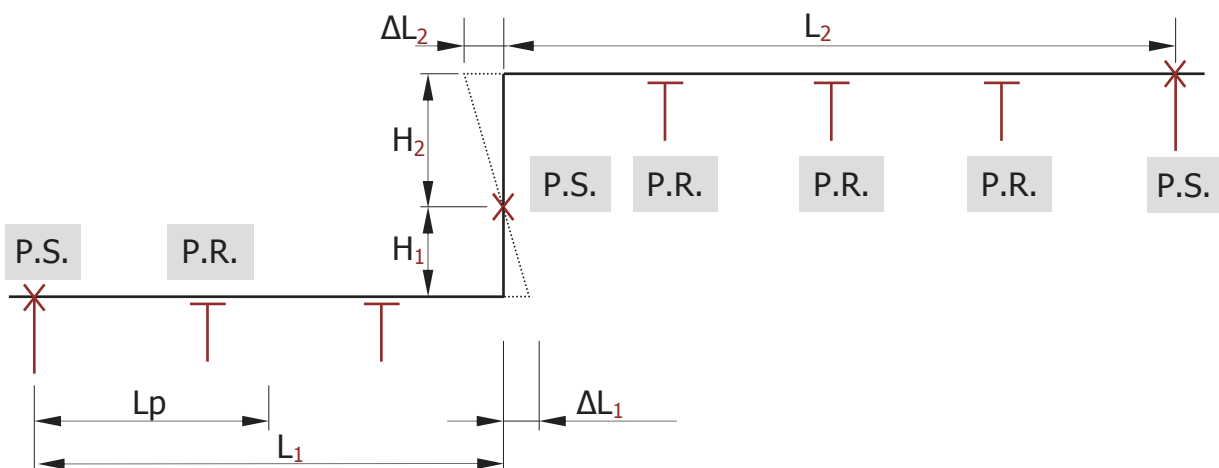 ΔL₂
L₂
H₂
P.S.
P.R.
P.R.
P.R.
P.S.
P.S.
P.R.
H₁
Lp
ΔL₁
L₁